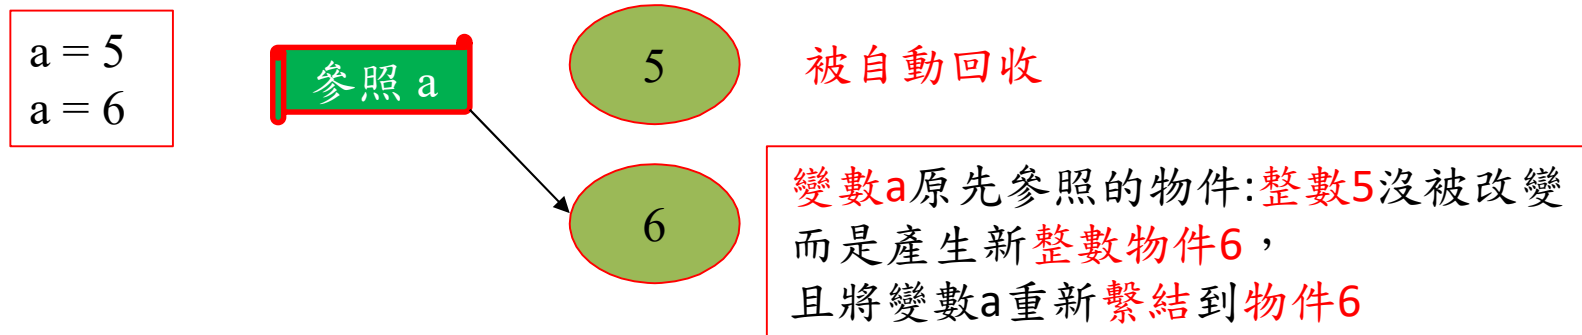 a = 5
a = 6
參照 a
5
被自動回收
6
變數a原先參照的物件:整數5沒被改變
而是產生新整數物件6，
且將變數a重新繫結到物件6